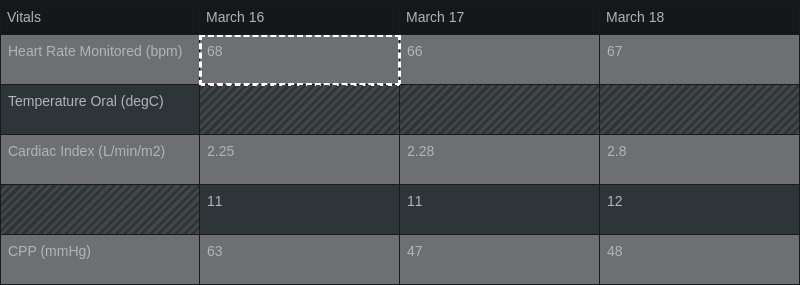 Vitals March 16 March 17 March 18
Heart Rate Monitored (bpm) 68 66 67
Temperature Oral (degC)
Cardiac Index (L/min/m2) 2.25 2.28 2.8
11 11 12
CPP (mmHg) 63 47 48